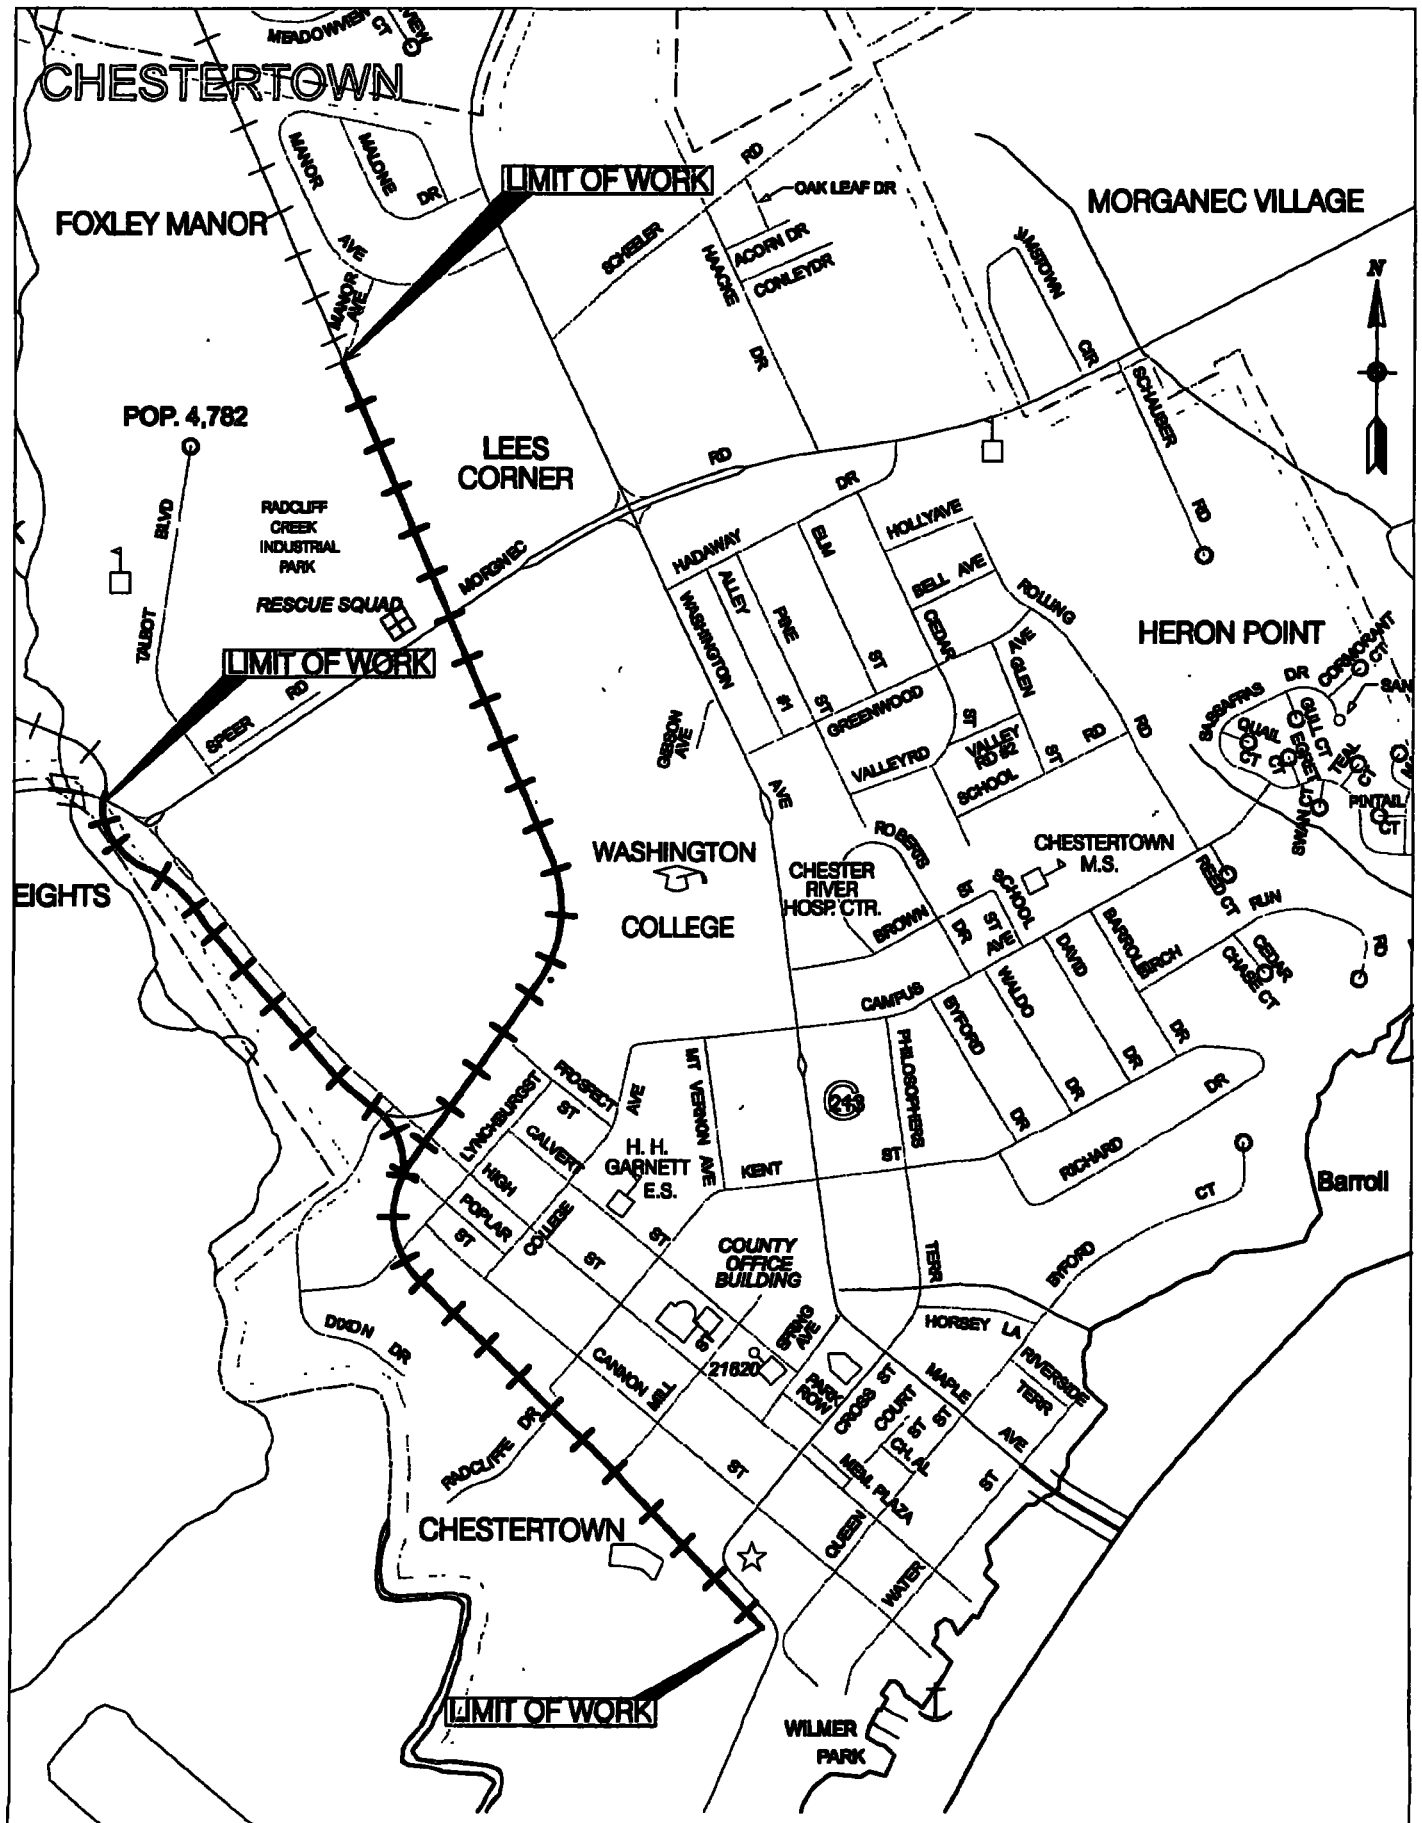 MEADOWVIEW
CT
VIEW
CHESTERTOWN
MANOR
MALONE
DR
LIMIT OF WORK
RD
OAK LEAF DR
MORGANEC VILLAGE
FOXLEY MANOR
AVE
SCHEELER
HAACKE
ACORN DR
CONLEYDR
N
MANOR
AVE
DR
CIR
SCHAUBER
POP. 4,782
LEES
CORNER
RD
DR
BLVD
RADCLIFF
CREEK
INDUSTRIAL
PARK
HADAWAY
ELM
HOLLYAVE
RD
MORGNEC
RESCUE SQUAD
ALLEY
BELL AVE
ROLLING
TALBOT
WASHINGTON
PINE
CEDAR
AVE
HERON POINT
CORMORANT
CT
LIMIT OF WORK
ST
GLEN
DR
SAN
SPEER
RD
#1
ST
GREENWOOD
SASSAFRAS
GULL CT
GIBSON
AVE
ST
VALLEY
RD #2
RD
RD
QUAIL
CT
EGRET
CT
TEAL
CT
VALLEYRD
ST
SCHOOL
AVE
SWAN CT
PINTAIL
CT
ROBERTS
WASHINGTON
COLLEGE
CHESTER
RIVER
HOSP. CTR.
CHESTERTOWN
M.S.
EIGHTS
ST
SCHOOL
REED CT
RUN
BROWN
DR
ST
AVE
DAVID
BARROLL
BIRCH
CEDAR
CHASE CT
RD
CAMPUS
BYFORD
WALDO
DR
MT VERNON AVE
PHILOSOPHERS
DR
DR
DR
PROSPECT
ST
AVE
213
LYNCHBURGST
CALVERT
H. H.
GARNETT
E.S.
KENT
ST
DR
RICHARD
HIGH
CT
Barroll
POPLAR
ST
COLLEGE
ST
ST
COUNTY
OFFICE
BUILDING
TERR
BYFORD
DIXON
DR
SPRING
AVE
HORSEY LA
ST
21620
CANNON
MILL
PARK
ROW
CROSS ST
COURT
ST
MAPLE
ST
RIVERSIDE
TERR
AVE
RADCLIFFE DR
CH. AL
ST
MEM. PLAZA
ST
CHESTERTOWN
QUEEN
WATER
LIMIT OF WORK
WILMER
PARK